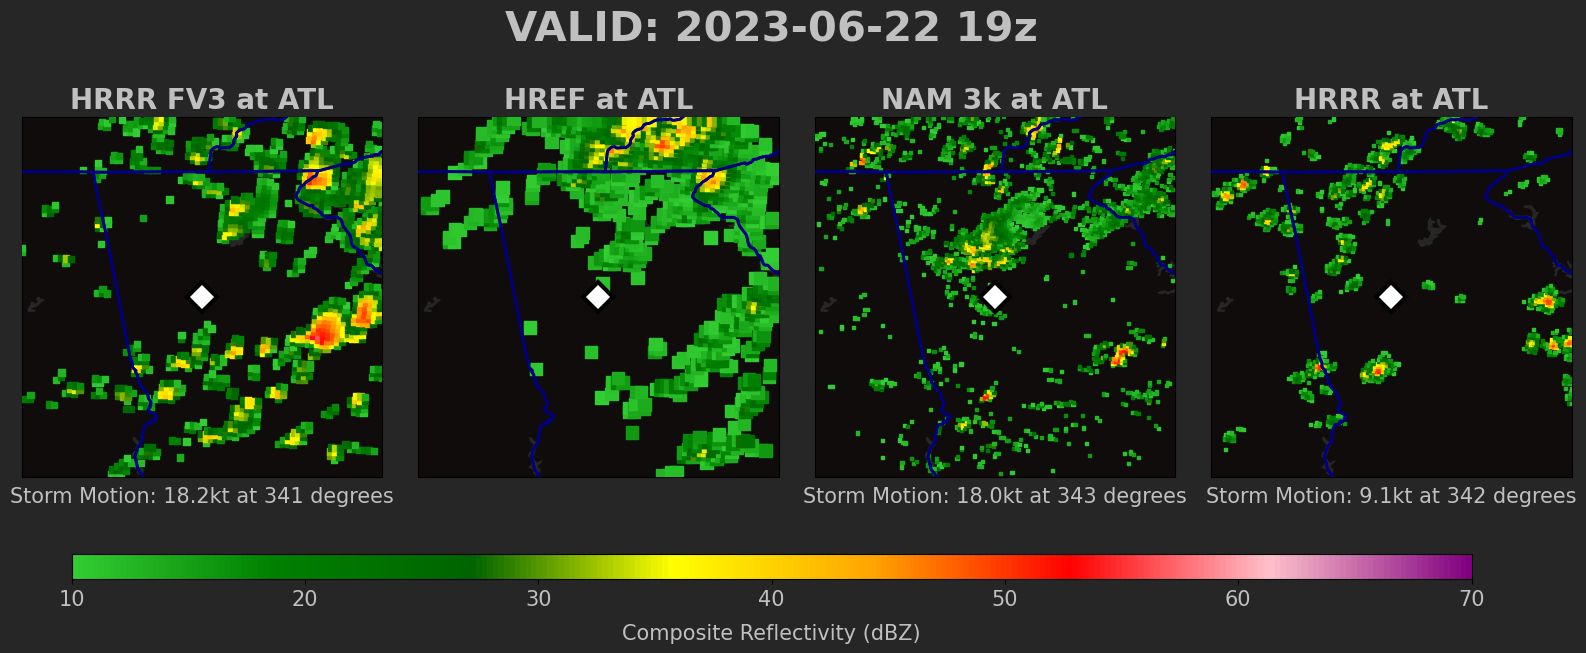 VALID: 2023-06-22 19z
HRRR FV3 at ATL
HREF at ATL
NAM 3k at ATL
HRRR at ATL
Storm Motion: 18.2kt at 341 degrees
Storm Motion: 18.0kt at 343 degrees
Storm Motion: 9.1kt at 342 degrees
10 20 30 40 50 60 70
Composite Reflectivity (dBZ)